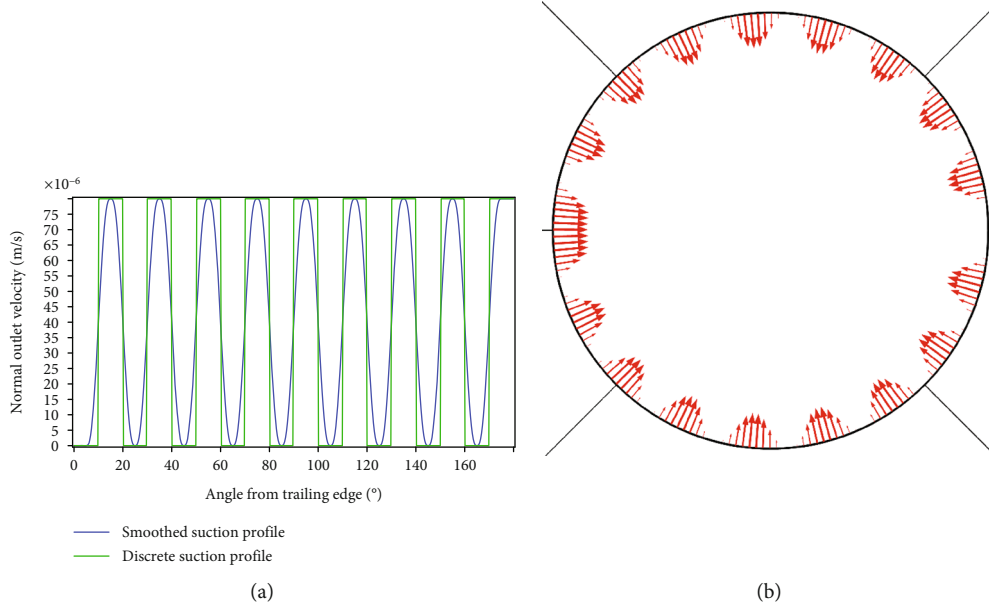 ×10⁻⁶
75
70
65
60
55
50
45
40
35
30
25
20
15
10
5
0
Normal outlet velocity (m/s)
0 20 40 60 80 100 120 140 160
Angle from trailing edge (°)
Smoothed suction profile
Discrete suction profile
(a)
(b)